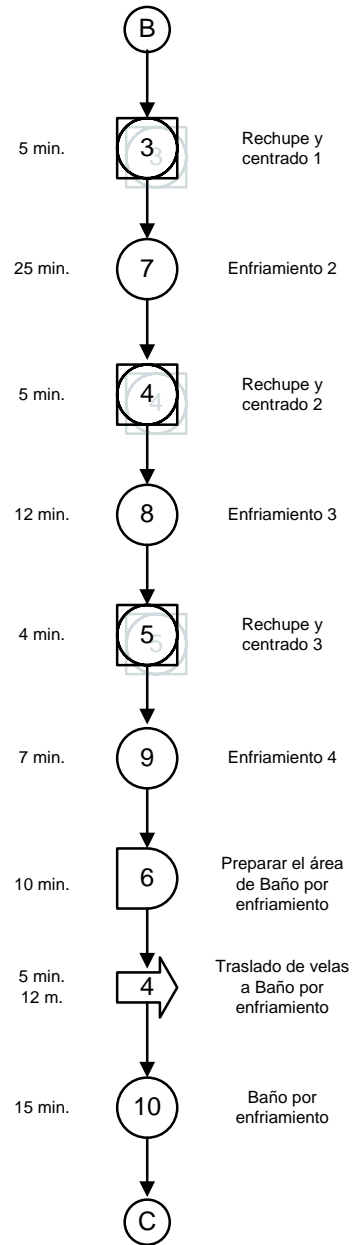 B
5 min.
3
Rechupe y
centrado 1
25 min.
7
Enfriamiento 2
5 min.
4
Rechupe y
centrado 2
12 min.
8
Enfriamiento 3
4 min.
5
Rechupe y
centrado 3
7 min.
9
Enfriamiento 4
10 min.
6
Preparar el área
de Baño por
enfriamiento
5 min.
12 m.
4
Traslado de velas
a Baño por
enfriamiento
15 min.
10
Baño por
enfriamiento
C